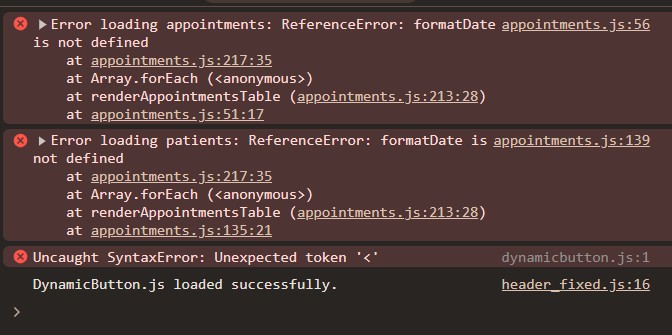 Error loading appointments: ReferenceError: formatDate appointments.js:56
is not defined
at appointments.js:217:35
at Array.forEach (<anonymous>)
at renderAppointmentsTable (appointments.js:213:28)
at appointments.js:51:17
Error loading patients: ReferenceError: formatDate is appointments.js:139
not defined
at appointments.js:217:35
at Array.forEach (<anonymous>)
at renderAppointmentsTable (appointments.js:213:28)
at appointments.js:135:21
Uncaught SyntaxError: Unexpected token '<' dynamicbutton.js:1
DynamicButton.js loaded successfully. header_fixed.js:16